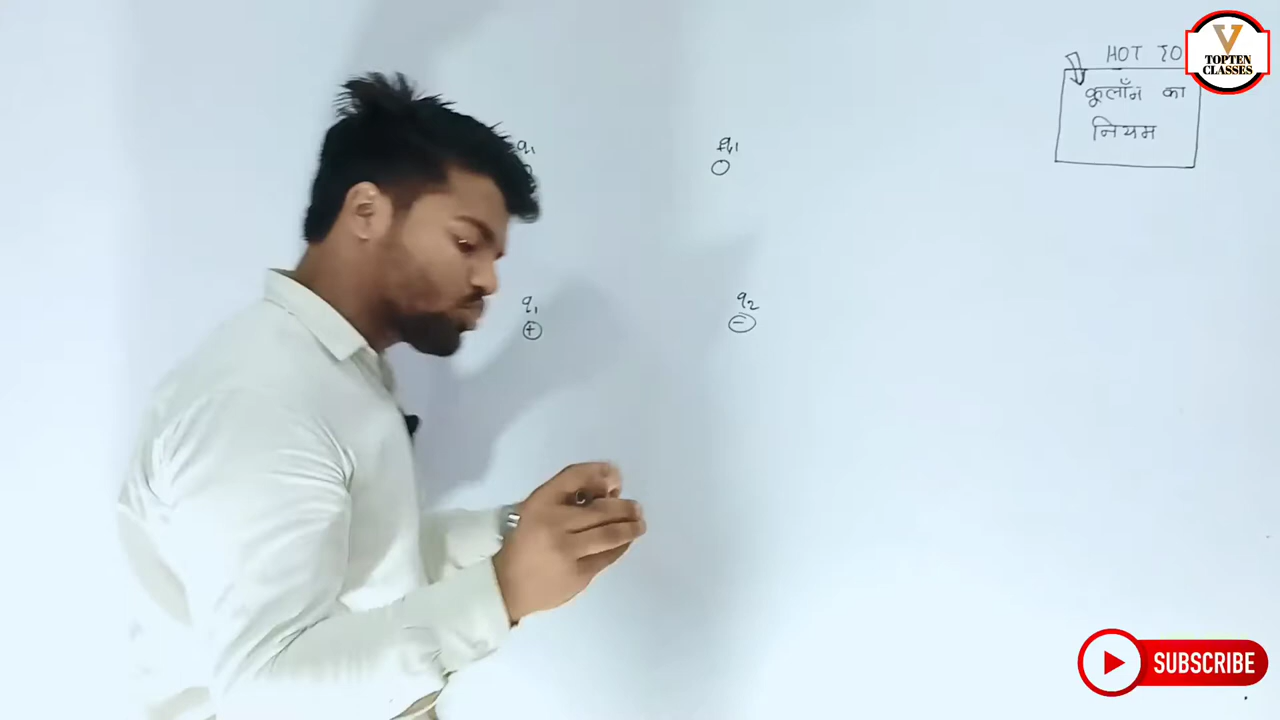 HOT TO
कूलॉम का
नियम
q₁
q₁
q₁
q₂
+
−
V
TOPTEN
CLASSES
SUBSCRIBE